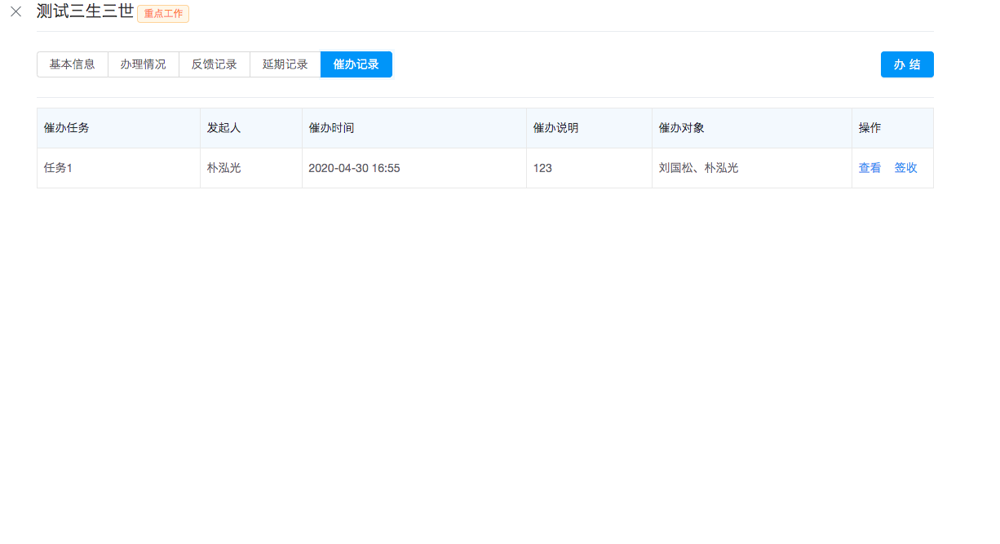 测试三生三世 重点工作
基本信息 办理情况 反馈记录 延期记录 催办记录 办 结
催办任务 发起人 催办时间 催办说明 催办对象 操作
任务1 朴泓光 2020-04-30 16:55 123 刘国松、朴泓光 查看 签收